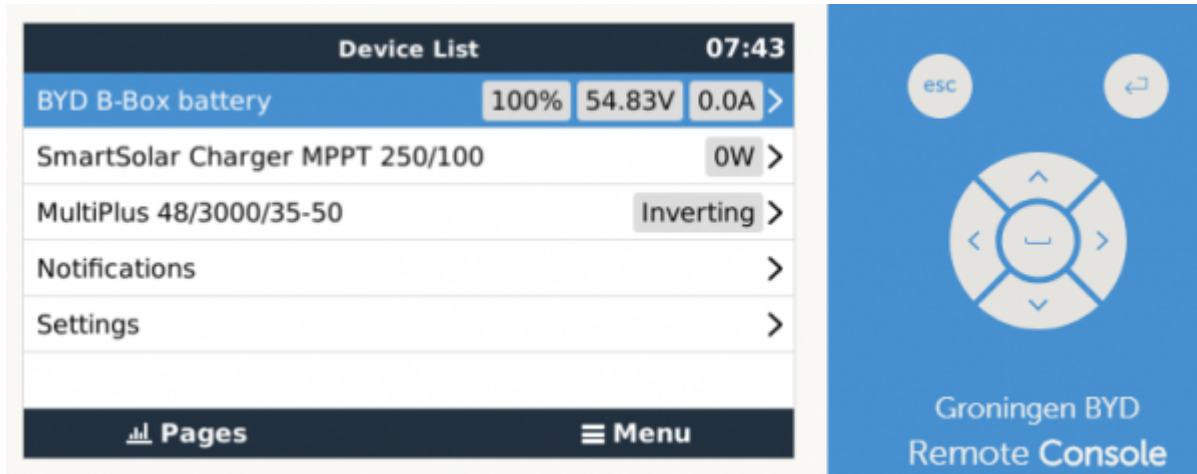 Device List 07:43
BYD B-Box battery 100% 54.83V 0.0A
SmartSolar Charger MPPT 250/100 0W
MultiPlus 48/3000/35-50 Inverting
Notifications
Settings
Pages Menu
esc
Groningen BYD
Remote Console